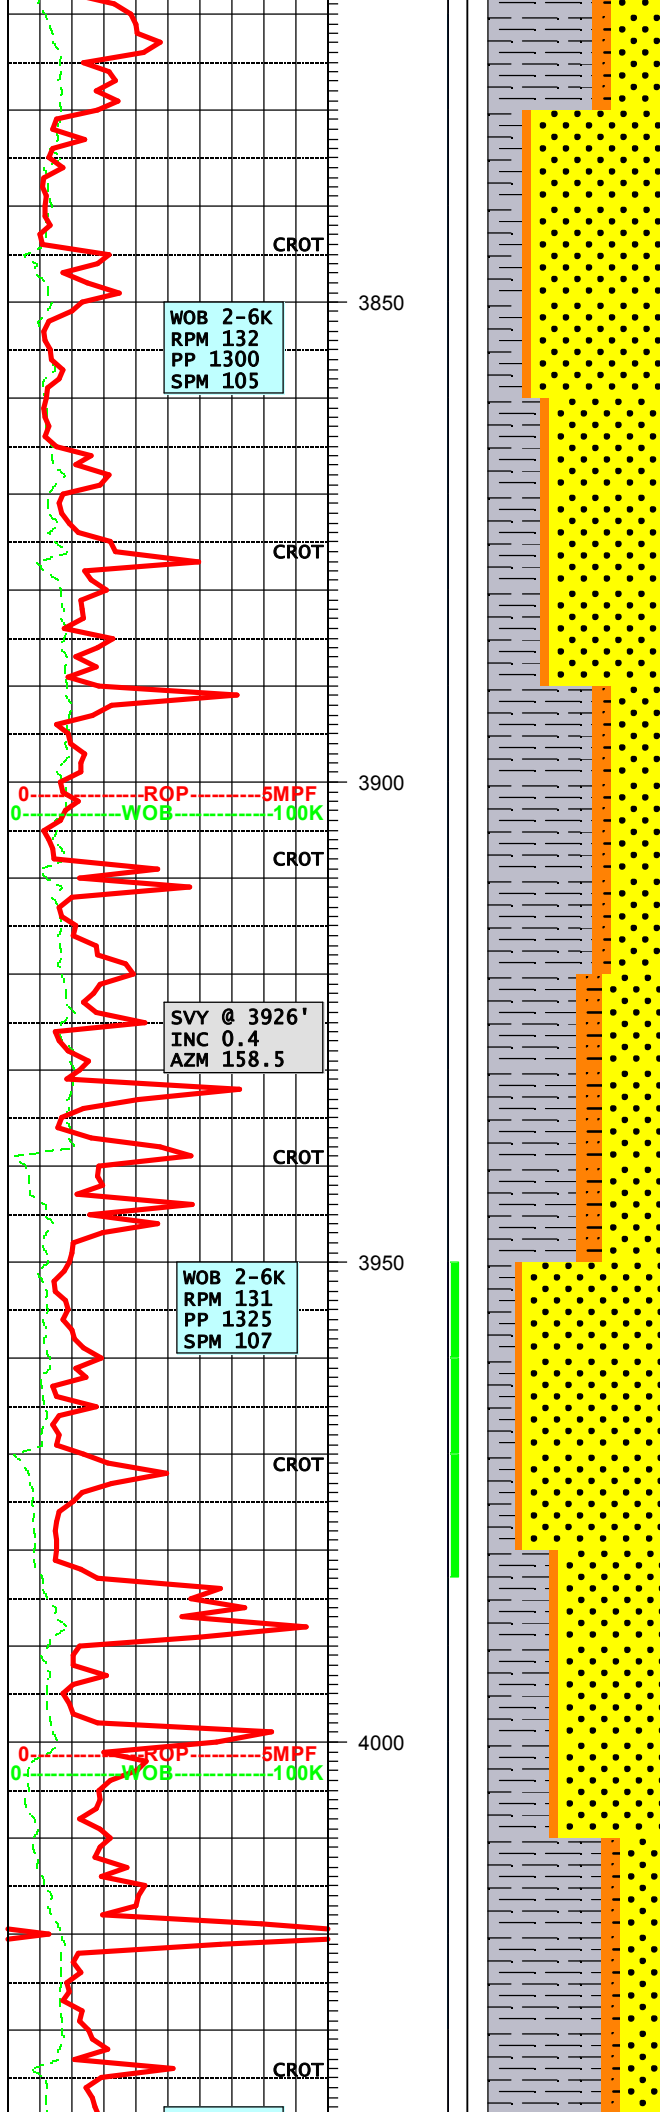 CROT
3850
WOB 2-6K
RPM 132
PP 1300
SPM 105
CROT
3900
0 ROP 5MPF
0 WOB 100K
CROT
SVY @ 3926'
INC 0.4
AZM 158.5
CROT
3950
WOB 2-6K
RPM 131
PP 1325
SPM 107
CROT
4000
0 ROP 5MPF
0 WOB 100K
CROT